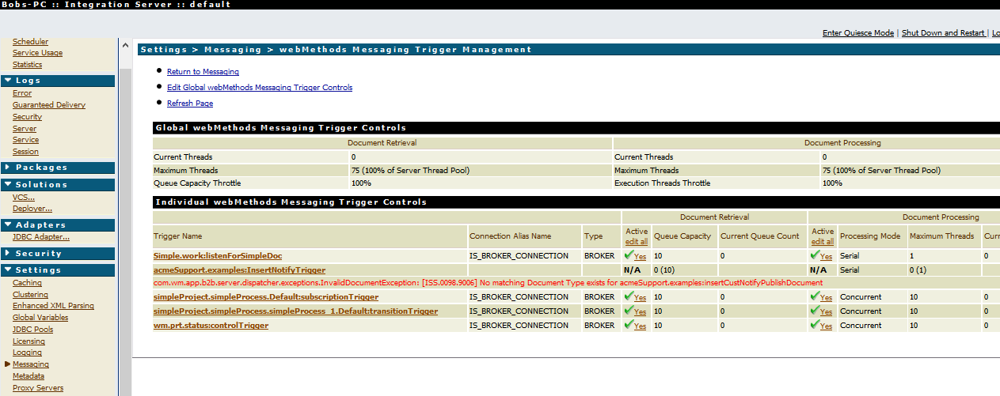 Bobs-PC :: Integration Server :: default
Enter Quiesce Mode | Shut Down and Restart | Lo
Scheduler
Service Usage
Statistics
Logs
Error
Guaranteed Delivery
Security
Server
Service
Session
Packages
Solutions
VCS...
Deployer...
Adapters
JDBC Adapter...
Security
Settings
Caching
Clustering
Enhanced XML Parsing
Global Variables
JDBC Pools
Licensing
Logging
Messaging
Metadata
Proxy Servers
Settings > Messaging > webMethods Messaging Trigger Management
Return to Messaging
Edit Global webMethods Messaging Trigger Controls
Refresh Page
Global webMethods Messaging Trigger Controls
Document Retrieval Document Processing
Current Threads 0 Current Threads 0
Maximum Threads 75 (100% of Server Thread Pool) Maximum Threads 75 (100% of Server Thread Pool)
Queue Capacity Throttle 100% Execution Threads Throttle 100%
Individual webMethods Messaging Trigger Controls
Document Retrieval Document Processing
Trigger Name Connection Alias Name Type Active edit all Queue Capacity Current Queue Count Active edit all Processing Mode Maximum Threads Curr
Simple.work:listenForSimpleDoc IS_BROKER_CONNECTION BROKER Yes 10 0 Yes Serial 1 0
acmeSupport.examples:InsertNotifyTrigger N/A 0 (10) N/A Serial 0 (1)
com.wm.app.b2b.server.dispatcher.exceptions.InvalidDocumentException: [ISS.0098.9006] No matching Document Type exists for acmeSupport.examples:insertCustNotifyPublishDocument
simpleProject.simpleProcess.Default:subscriptionTrigger IS_BROKER_CONNECTION BROKER Yes 10 0 Yes Concurrent 10 0
simpleProject.simpleProcess.simpleProcess_1.Default:transitionTrigger IS_BROKER_CONNECTION BROKER Yes 10 0 Yes Concurrent 10 0
wm.prt.status:controlTrigger IS_BROKER_CONNECTION BROKER Yes 10 0 Yes Concurrent 10 0